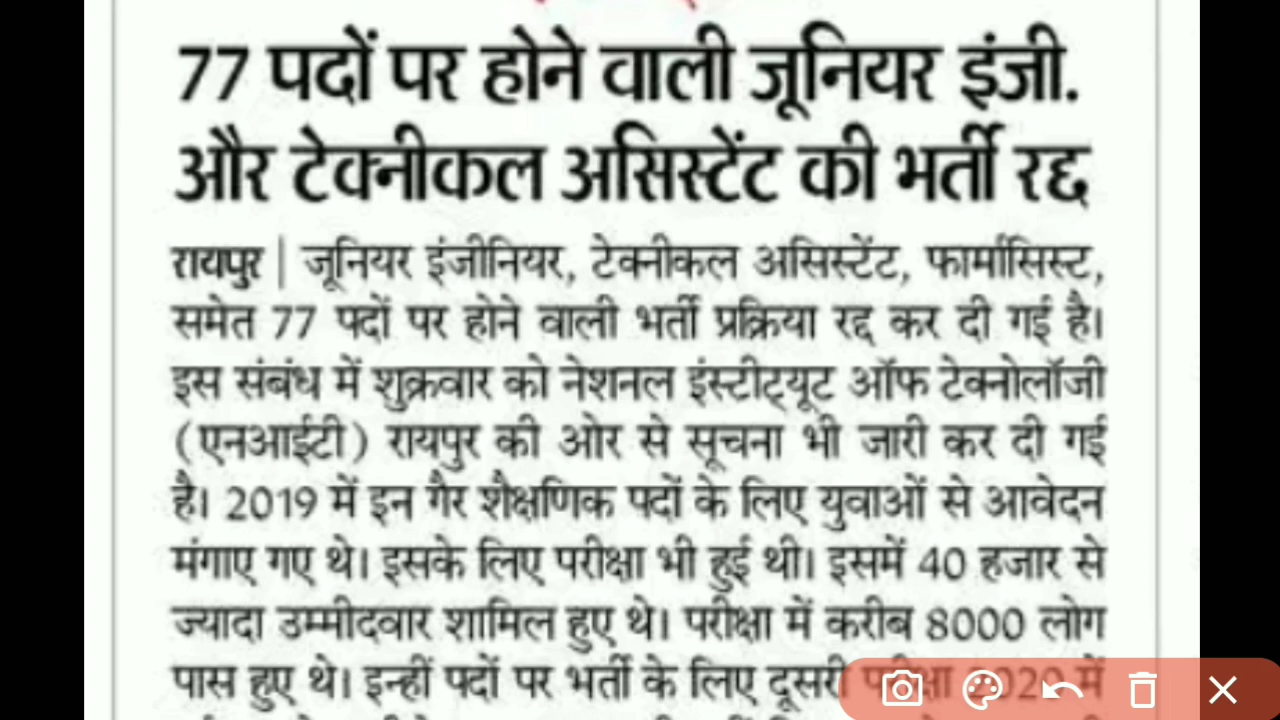 77 पदों पर होने वाली जूनियर इंजी.
और टेक्नीकल असिस्टेंट की भर्ती रद्द
रायपुर | जूनियर इंजीनियर, टेक्नीकल असिस्टेंट, फार्मासिस्ट,
समेत 77 पदों पर होने वाली भर्ती प्रक्रिया रद्द कर दी गई है।
इस संबंध में शुक्रवार को नेशनल इंस्टीट्यूट ऑफ टेक्नोलॉजी
(एनआईटी) रायपुर की ओर से सूचना भी जारी कर दी गई
है। 2019 में इन गैर शैक्षणिक पदों के लिए युवाओं से आवेदन
मंगाए गए थे। इसके लिए परीक्षा भी हुई थी। इसमें 40 हजार से
ज्यादा उम्मीदवार शामिल हुए थे। परीक्षा में करीब 8000 लोग
पास हुए थे। इन्हीं पदों पर भर्ती के लिए दूसरी परीक्षा 2020 में